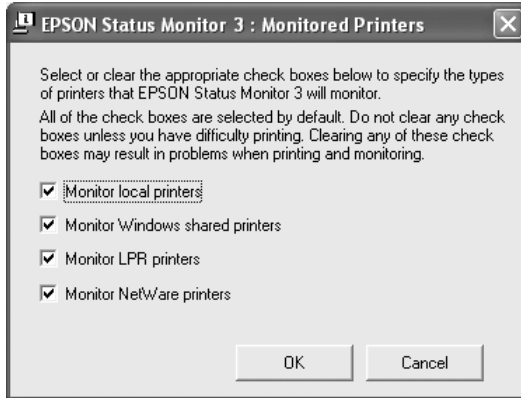 EPSON Status Monitor 3 : Monitored Printers
Select or clear the appropriate check boxes below to specify the types
of printers that EPSON Status Monitor 3 will monitor.
All of the check boxes are selected by default. Do not clear any check
boxes unless you have difficulty printing. Clearing any of these check
boxes may result in problems when printing and monitoring.
Monitor local printers
Monitor Windows shared printers
Monitor LPR printers
Monitor NetWare printers
OK
Cancel